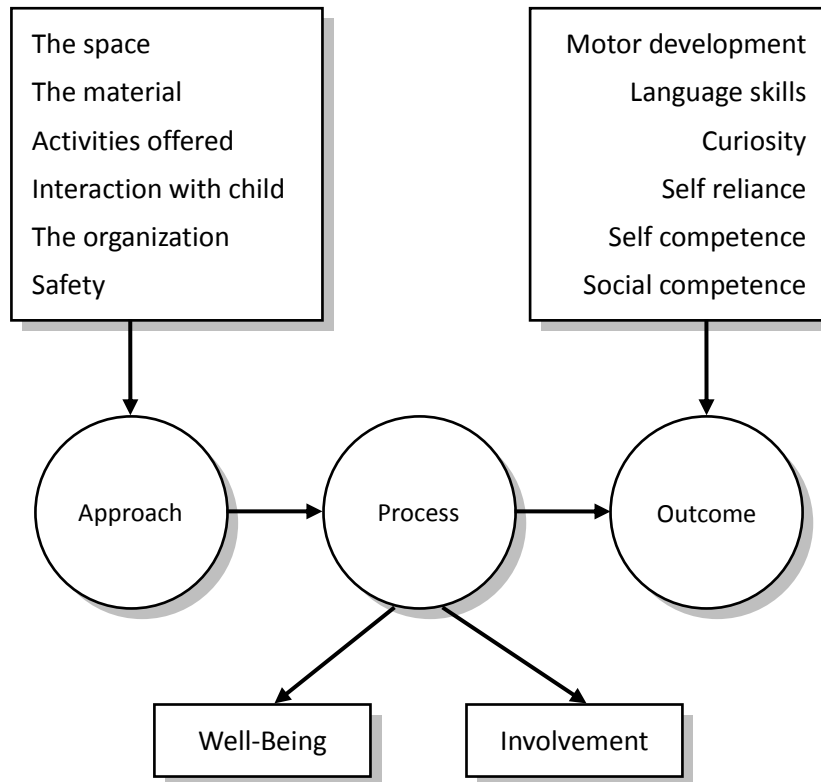 The space
The material
Activities offered
Interaction with child
The organization
Safety
Motor development
Language skills
Curiosity
Self reliance
Self competence
Social competence
Approach
Process
Outcome
Well-Being
Involvement